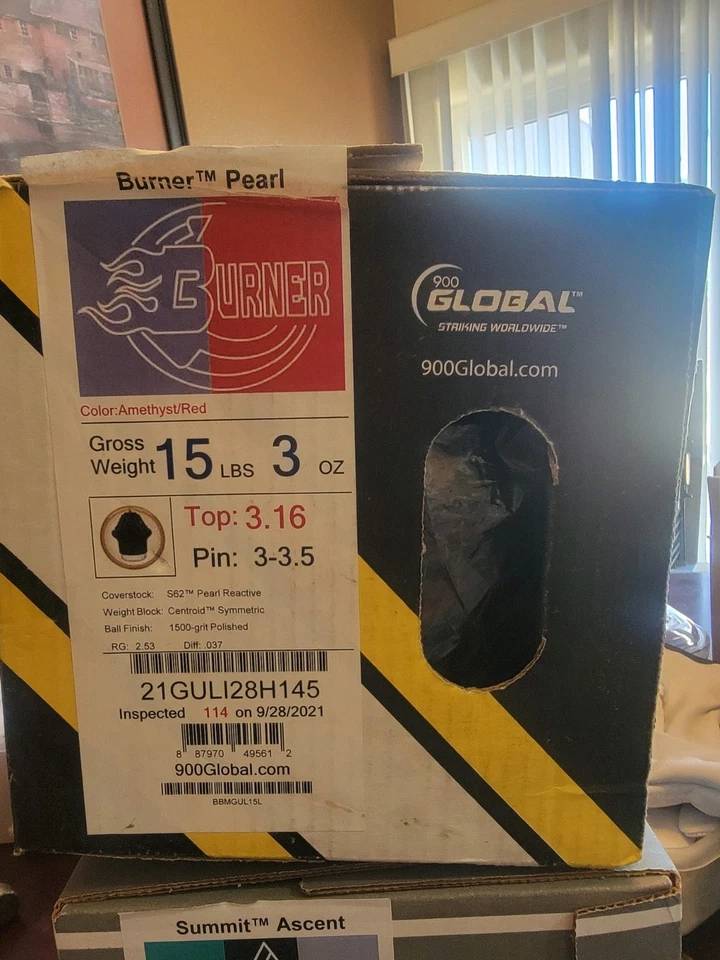 Burner™ Pearl
BURNER
Color:Amethyst/Red
Gross Weight 15 LBS 3 OZ
Top: 3.16
Pin: 3-3.5
Coverstock: S62™ Pearl Reactive
Weight Block: Centroid™ Symmetric
Ball Finish: 1500-grit Polished
RG: 2.53 Diff: .037
21GULI28H145
Inspected 114 on 9/28/2021
8 87970 49561 2
900Global.com
BBMGUL15L
900
GLOBAL™
STRIKING WORLDWIDE™
900Global.com
Summit™ Ascent